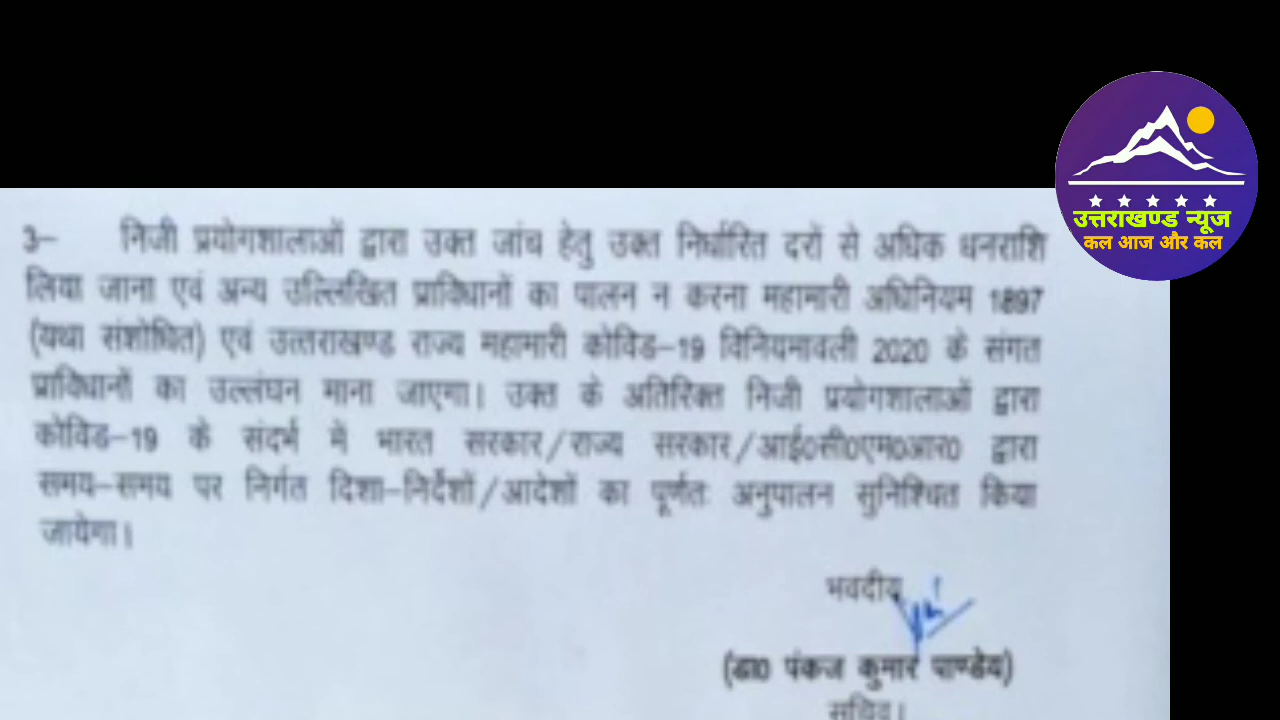 उत्तराखण्ड न्यूज
कल आज और कल
3– निजी प्रयोगशालाओं द्वारा उक्त जांच हेतु उक्त निर्धारित दरों से अधिक धनराशि
लिया जाना एवं अन्य उल्लिखित प्राविधानों का पालन न करना महामारी अधिनियम 1897
(यथा संशोधित) एवं उत्तराखण्ड राज्य महामारी कोविड–19 विनियमावली 2020 के संगत
प्राविधानों का उल्लंघन माना जाएगा। उक्त के अतिरिक्त निजी प्रयोगशालाओं द्वारा
कोविड–19 के संदर्भ में भारत सरकार/राज्य सरकार/आई0सी0एम0आर0 द्वारा
समय–समय पर निर्गत दिशा–निर्देशों/आदेशों का पूर्णतः अनुपालन सुनिश्चित किया
जायेगा।
भवदीय
(डा0 पंकज कुमार पाण्डेय)
सचिव।